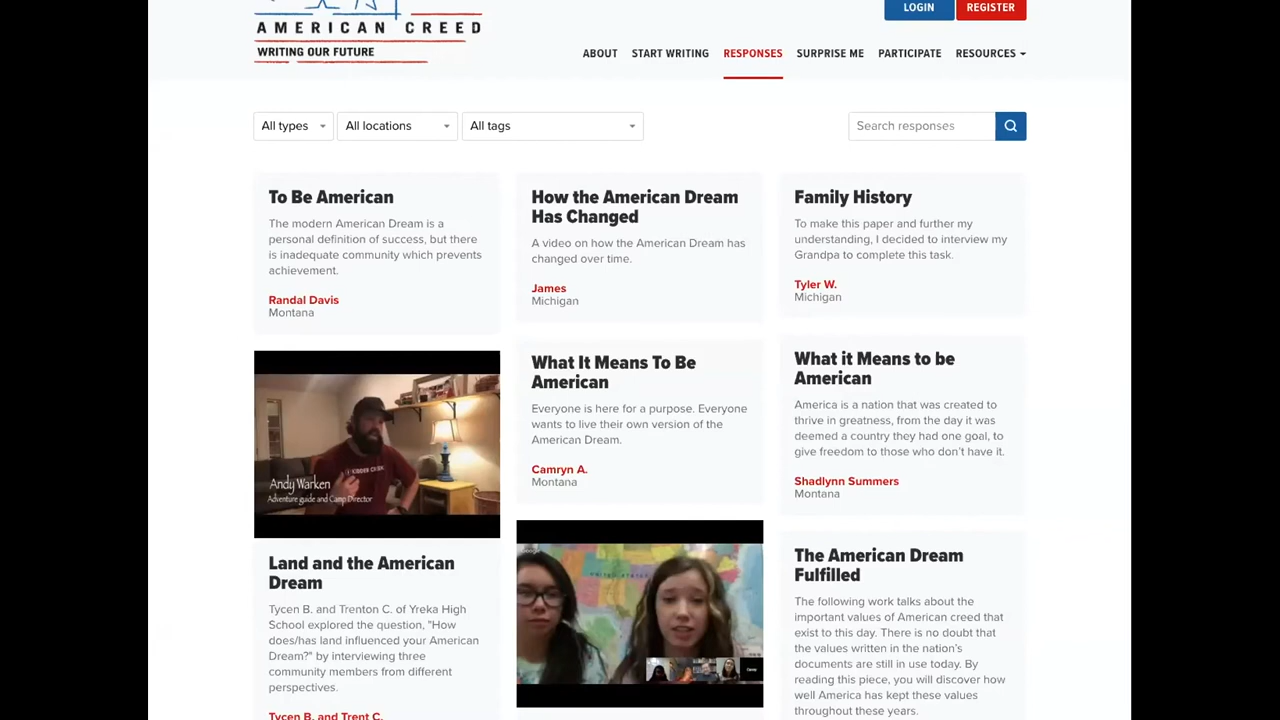 AMERICAN CREED
WRITING OUR FUTURE
LOGIN
REGISTER
ABOUT
START WRITING
RESPONSES
SURPRISE ME
PARTICIPATE
RESOURCES
All types
All locations
All tags
Search responses
To Be American
The modern American Dream is a
personal definition of success, but there
is inadequate community which prevents
achievement.
Randal Davis
Montana
Andy Warken
Adventure guide and Camp Director
Land and the American
Dream
Tycen B. and Trenton C. of Yreka High
School explored the question, "How
does/has land influenced your American
Dream?" by interviewing three
community members from different
perspectives.
Tycen B. and Trent C.
How the American Dream
Has Changed
A video on how the American Dream has
changed over time.
James
Michigan
What It Means To Be
American
Everyone is here for a purpose. Everyone
wants to live their own version of the
American Dream.
Camryn A.
Montana
Google
UNITED STATES
Family History
To make this paper and further my
understanding, I decided to interview my
Grandpa to complete this task.
Tyler W.
Michigan
What it Means to be
American
America is a nation that was created to
thrive in greatness, from the day it was
deemed a country they had one goal, to
give freedom to those who don't have it.
Shadlynn Summers
Montana
The American Dream
Fulfilled
The following work talks about the
important values of American creed that
exist to this day. There is no doubt that
the values written in the nation's
documents are still in use today. By
reading this piece, you will discover how
well America has kept these values
throughout these years.